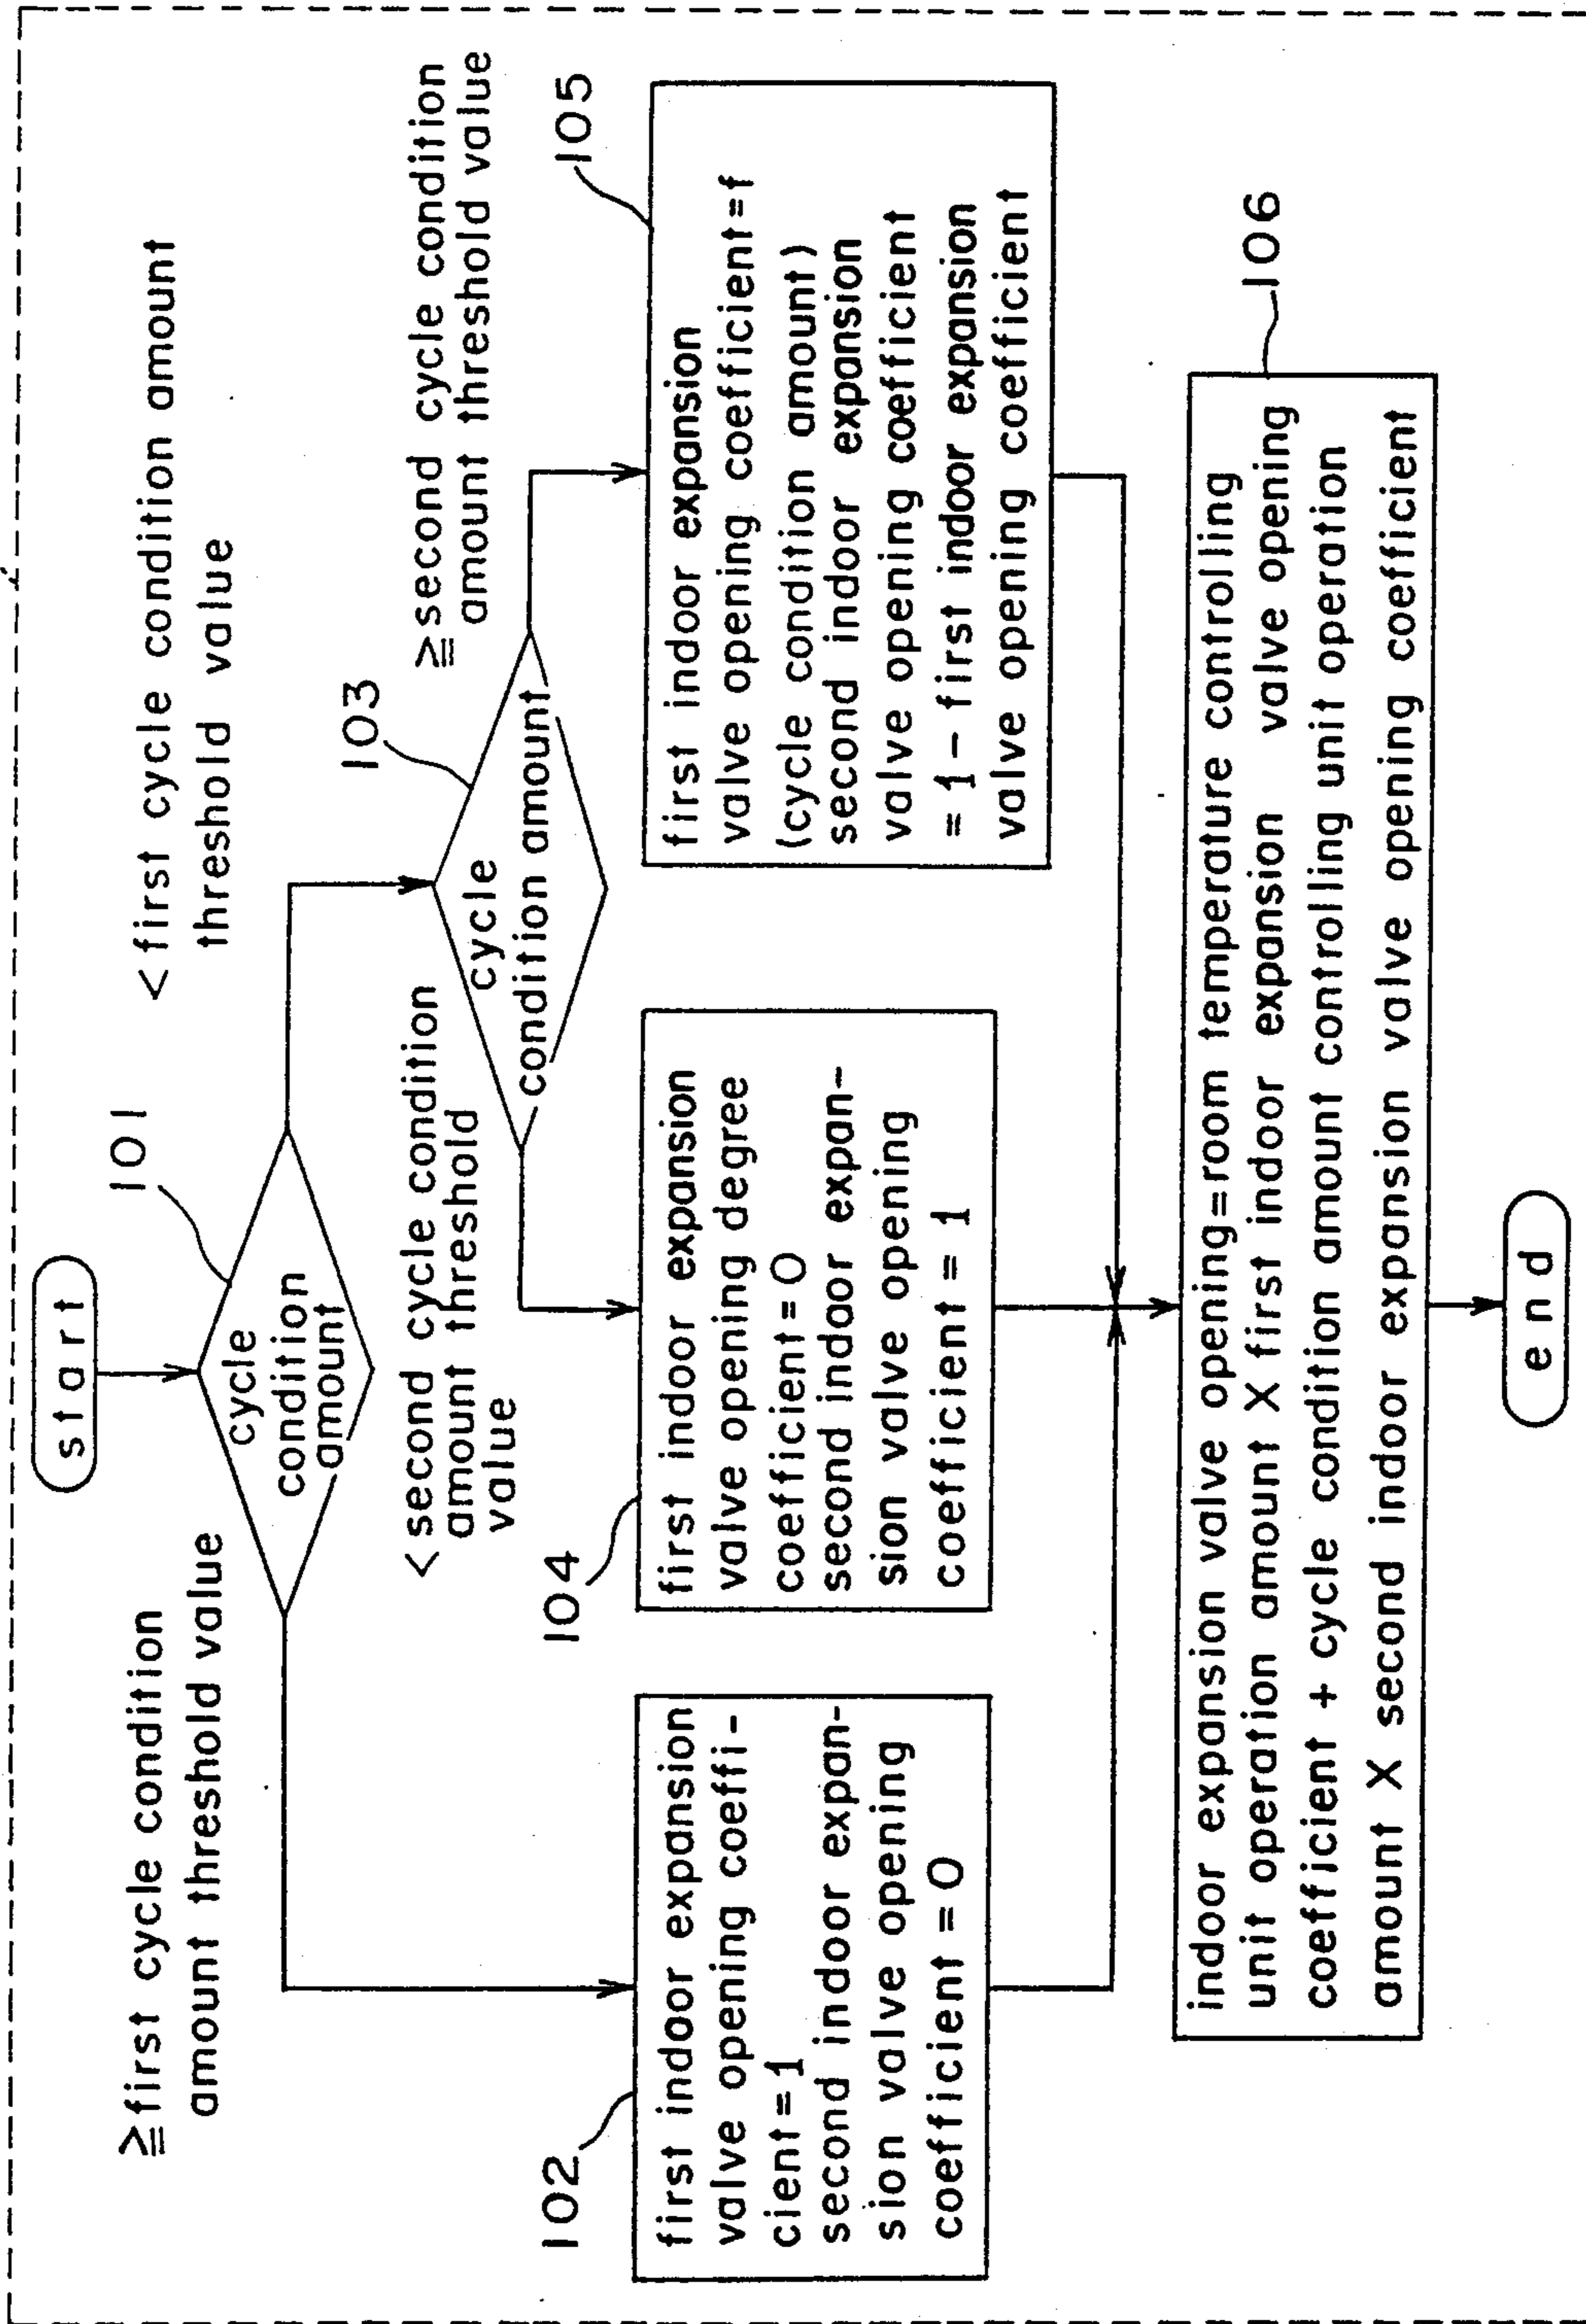 start
101
cycle
condition
amount
≧first cycle condition
amount threshold value
<first cycle condition amount
threshold value
103
cycle
condition amount
<second cycle condition
amount threshold
value
≧second cycle condition
amount threshold value
102
first indoor expansion
valve opening coeffi-
cient=1
second indoor expan-
sion valve opening
coefficient = 0
104
first indoor expansion
valve opening degree
coefficient=0
second indoor expan-
sion valve opening
coefficient = 1
105
first indoor expansion
valve opening coefficient=f
(cycle condition amount)
second indoor expansion
valve opening coefficient
= 1 - first indoor expansion
valve opening coefficient
106
indoor expansion valve opening=room temperature controlling
unit operation amount X first indoor expansion valve opening
coefficient + cycle condition amount controlling unit operation
amount X second indoor expansion valve opening coefficient
end